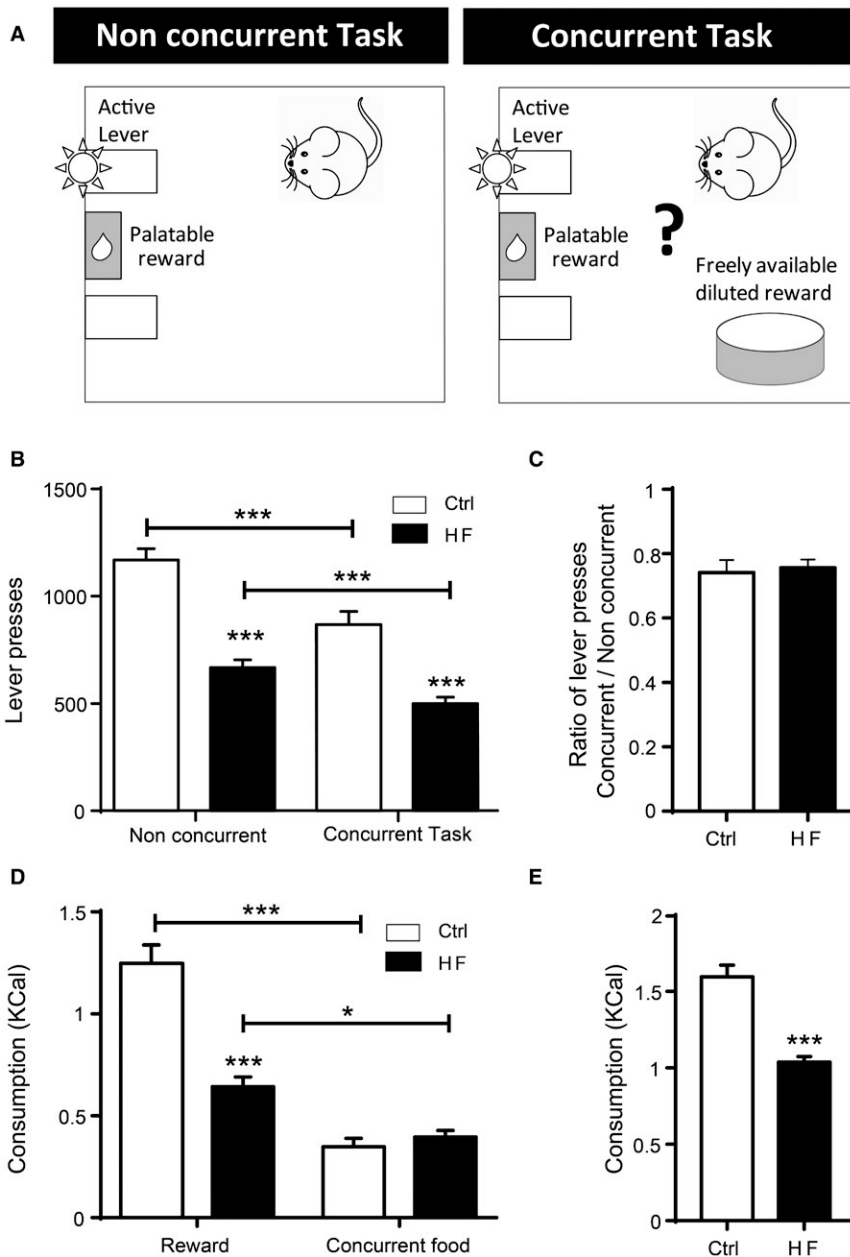 A
Non concurrent Task
Concurrent Task
Active
Lever
Palatable
reward
Active
Lever
Palatable
reward
?
Freely available
diluted reward
B
Lever presses
1500
1000
500
0
***
***
***
***
Ctrl
HF
Non concurrent
Concurrent Task
C
Ratio of lever presses
Concurrent / Non concurrent
1
0.8
0.6
0.4
0.2
0
Ctrl
HF
D
Consumption (KCal)
1.5
1
0.5
0
***
*
***
Ctrl
HF
Reward
Concurrent food
E
Consumption (KCal)
2
1.5
1
0.5
0
***
Ctrl
HF